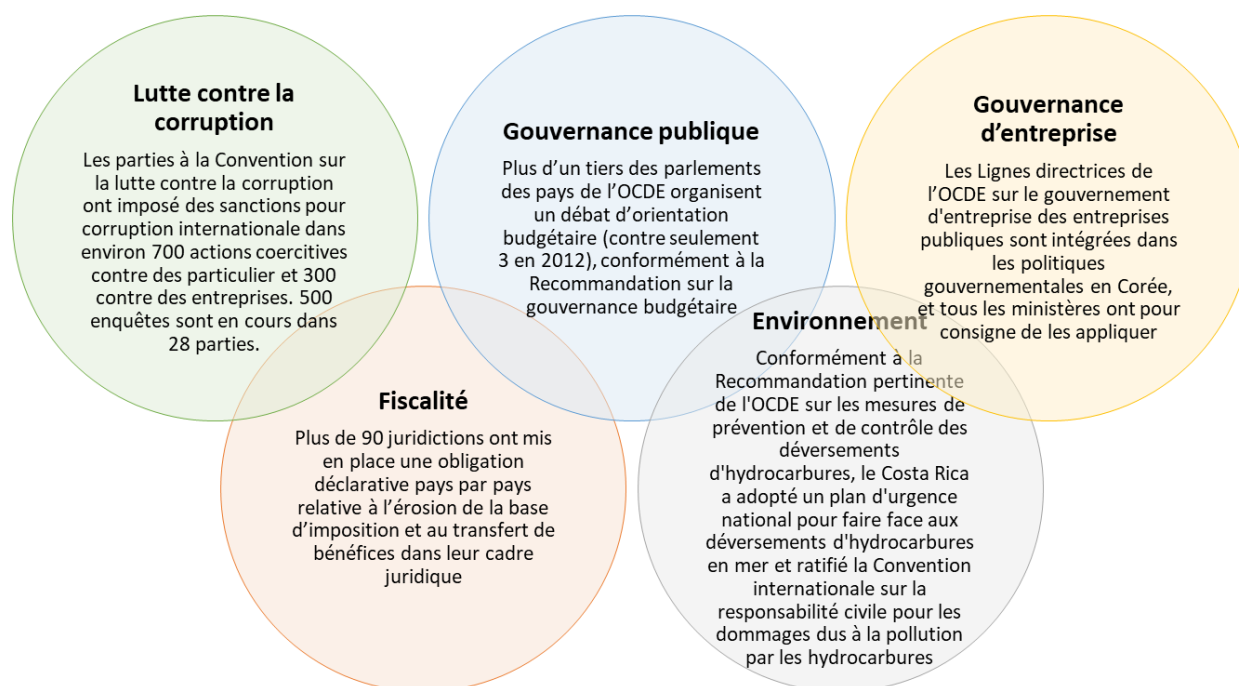 Lutte contre la
corruption
Les parties à la Convention sur
la lutte contre la corruption
ont imposé des sanctions pour
corruption internationale dans
environ 700 actions coercitives
contre des particulier et 300
contre des entreprises. 500
enquêtes sont en cours dans
28 parties.
Gouvernance publique
Plus d’un tiers des parlements
des pays de l’OCDE organisent
un débat d’orientation
budgétaire (contre seulement
3 en 2012), conformément à la
Recommandation sur la
gouvernance budgétaire
Gouvernance
d’entreprise
Les Lignes directrices de
l’OCDE sur le gouvernement
d'entreprise des entreprises
publiques sont intégrées dans
les politiques
gouvernementales en Corée,
et tous les ministères ont pour
consigne de les appliquer
Fiscalité
Plus de 90 juridictions ont mis
en place une obligation
déclarative pays par pays
relative à l’érosion de la base
d’imposition et au transfert de
bénéfices dans leur cadre
juridique
Environnement
Conformément à la
Recommandation pertinente
de l'OCDE sur les mesures de
prévention et de contrôle des
déversements
d'hydrocarbures, le Costa Rica
a adopté un plan d'urgence
national pour faire face aux
déversements d'hydrocarbures
en mer et ratifié la Convention
internationale sur la
responsabilité civile pour les
dommages dus à la pollution
par les hydrocarbures